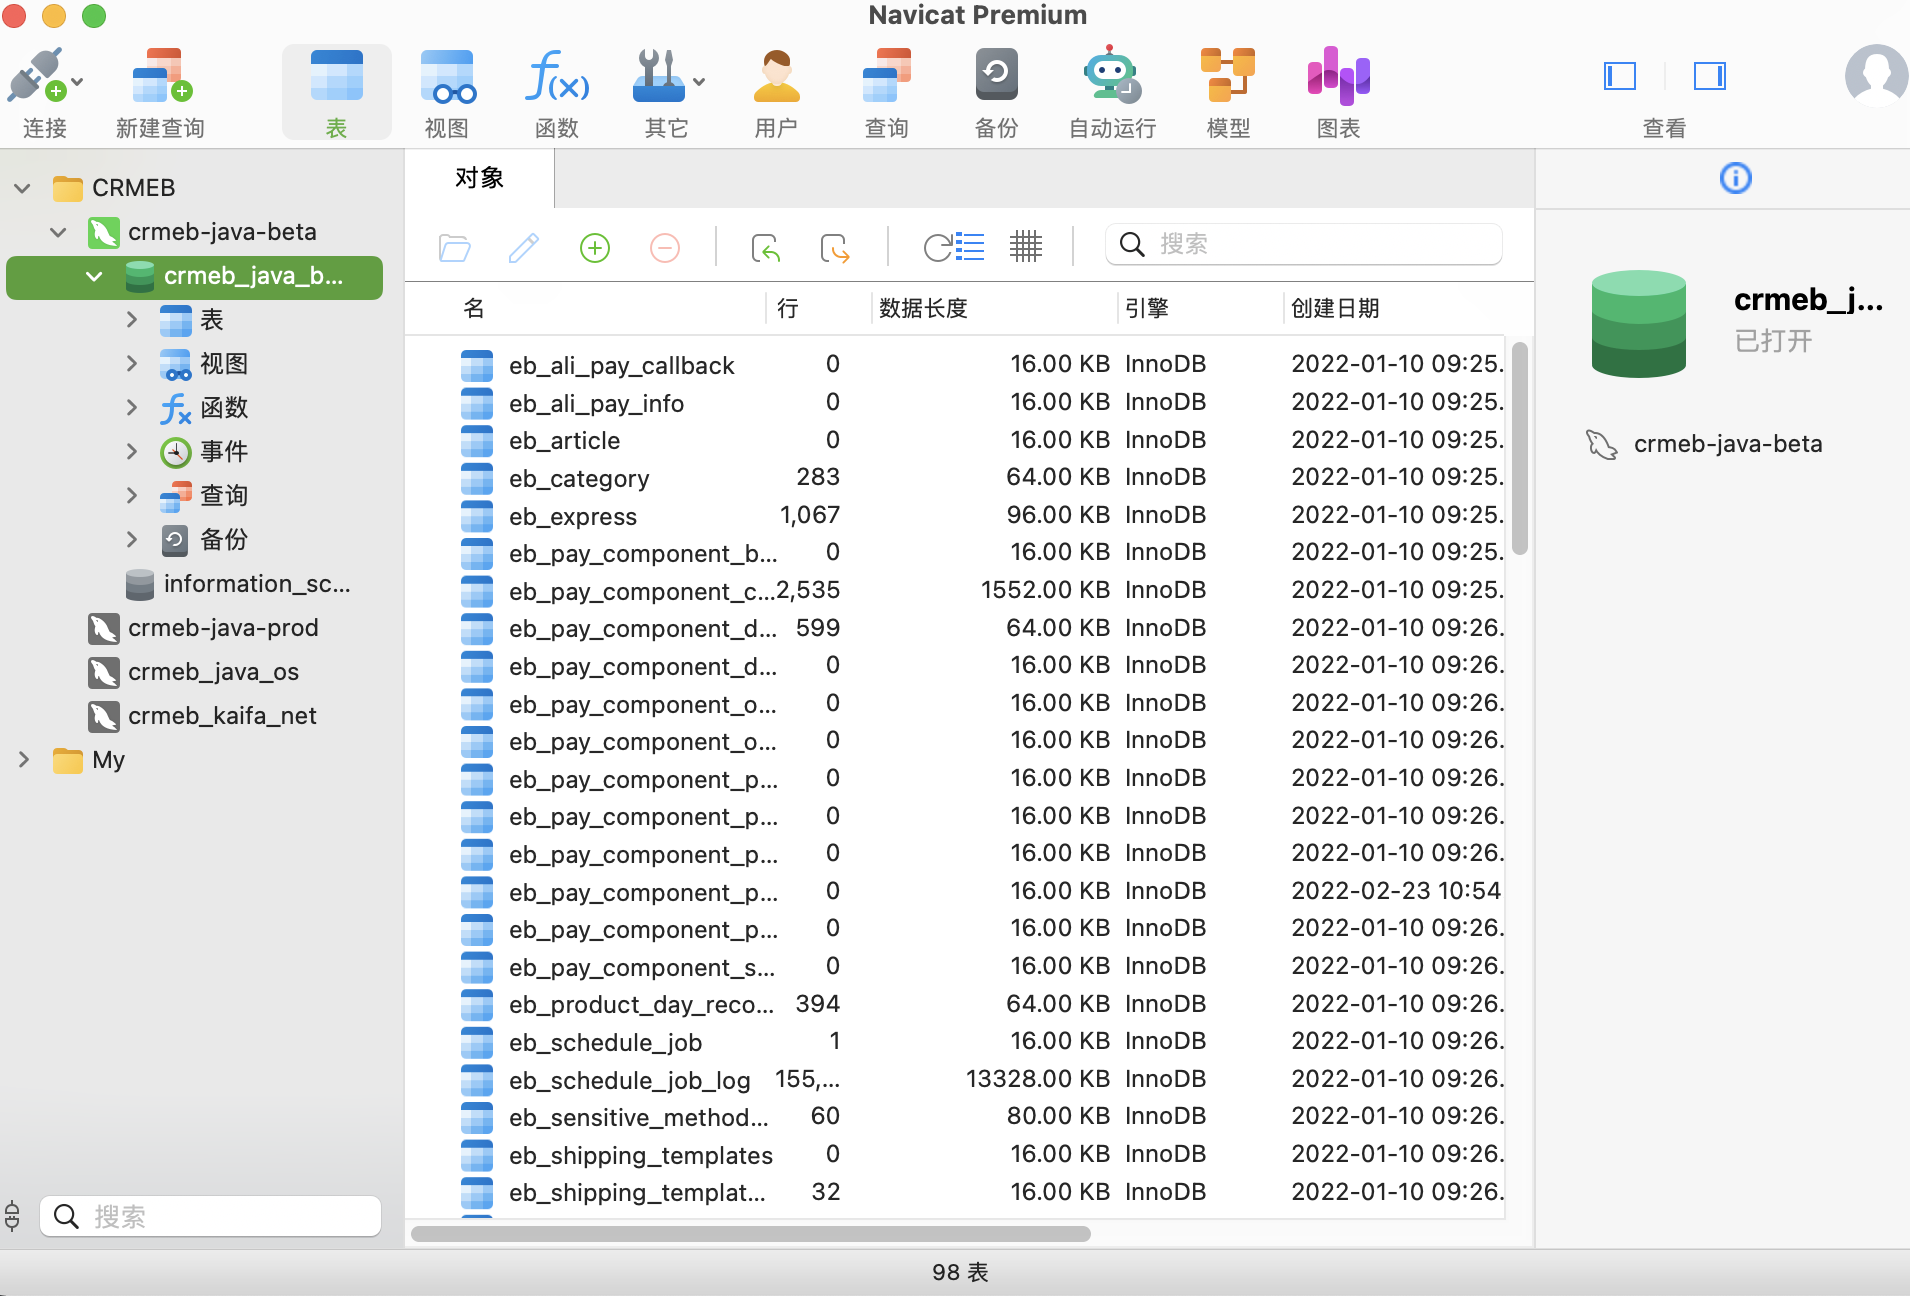 Navicat Premium
连接 新建查询 表 视图 函数 其它 用户 查询 备份 自动运行 模型 图表 查看
CRMEB
crmeb-java-beta
crmeb_java_b...
表
视图
函数
事件
查询
备份
information_sc...
crmeb-java-prod
crmeb_java_os
crmeb_kaifa_net
My
搜索
对象
搜索
名 行 数据长度 引擎 创建日期
eb_ali_pay_callback 0 16.00 KB InnoDB 2022-01-10 09:25.
eb_ali_pay_info 0 16.00 KB InnoDB 2022-01-10 09:25.
eb_article 0 16.00 KB InnoDB 2022-01-10 09:25.
eb_category 283 64.00 KB InnoDB 2022-01-10 09:25.
eb_express 1,067 96.00 KB InnoDB 2022-01-10 09:25.
eb_pay_component_b... 0 16.00 KB InnoDB 2022-01-10 09:25.
eb_pay_component_c... 2,535 1552.00 KB InnoDB 2022-01-10 09:25.
eb_pay_component_d... 599 64.00 KB InnoDB 2022-01-10 09:26.
eb_pay_component_d... 0 16.00 KB InnoDB 2022-01-10 09:26.
eb_pay_component_o... 0 16.00 KB InnoDB 2022-01-10 09:26.
eb_pay_component_o... 0 16.00 KB InnoDB 2022-01-10 09:26.
eb_pay_component_p... 0 16.00 KB InnoDB 2022-01-10 09:26.
eb_pay_component_p... 0 16.00 KB InnoDB 2022-01-10 09:26.
eb_pay_component_p... 0 16.00 KB InnoDB 2022-01-10 09:26.
eb_pay_component_p... 0 16.00 KB InnoDB 2022-02-23 10:54
eb_pay_component_p... 0 16.00 KB InnoDB 2022-01-10 09:26.
eb_pay_component_s... 0 16.00 KB InnoDB 2022-01-10 09:26.
eb_product_day_reco... 394 64.00 KB InnoDB 2022-01-10 09:26.
eb_schedule_job 1 16.00 KB InnoDB 2022-01-10 09:26.
eb_schedule_job_log 155,... 13328.00 KB InnoDB 2022-01-10 09:26.
eb_sensitive_method... 60 80.00 KB InnoDB 2022-01-10 09:26.
eb_shipping_templates 0 16.00 KB InnoDB 2022-01-10 09:26.
eb_shipping_templat... 32 16.00 KB InnoDB 2022-01-10 09:26.
crmeb_j...
已打开
crmeb-java-beta
98 表